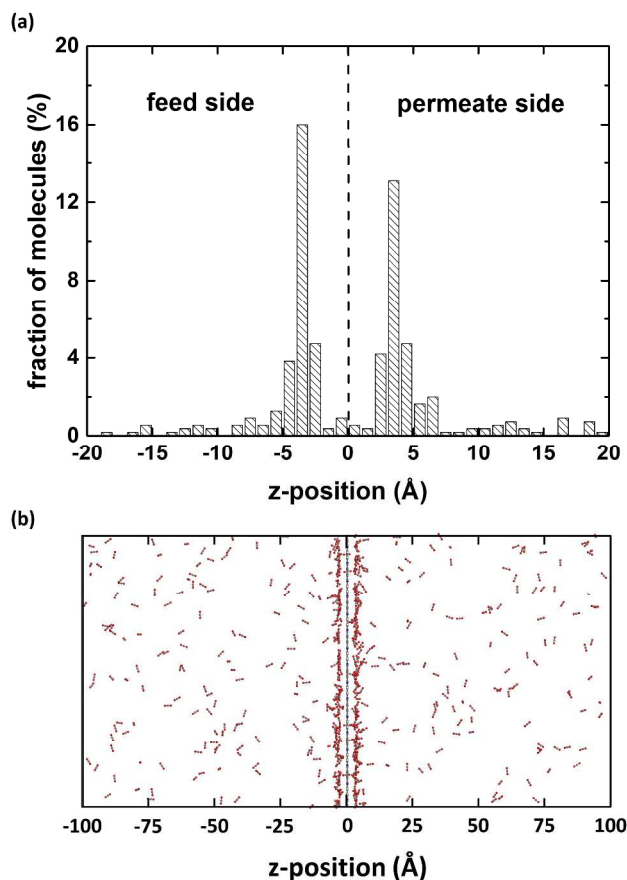 (a)
20
16
12
8
4
0
feed side
permeate side
fraction of molecules (%)
-20 -15 -10 -5 0 5 10 15 20
z-position (Å)
(b)
-100 -75 -50 -25 0 25 50 75 100
z-position (Å)